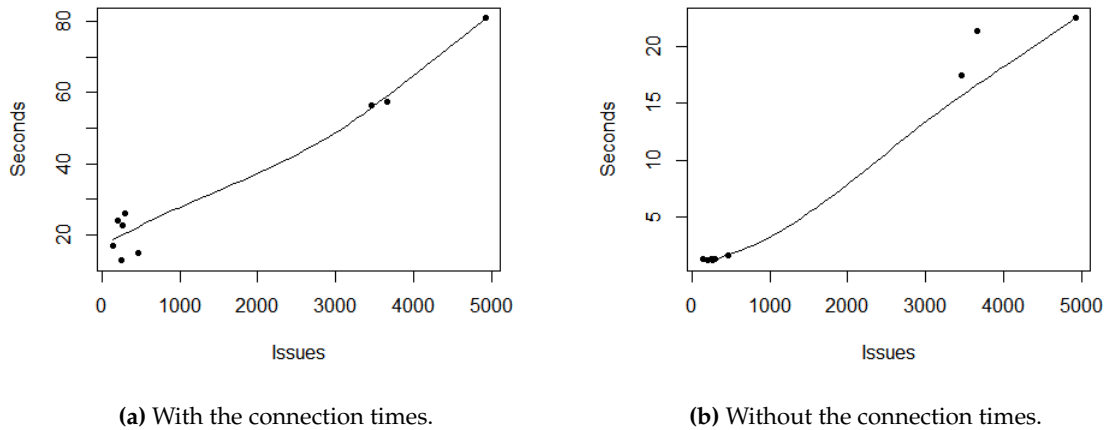 80
60
40
20
Seconds
0 1000 2000 3000 4000 5000
Issues
(a) With the connection times.
20
15
10
5
Seconds
0 1000 2000 3000 4000 5000
Issues
(b) Without the connection times.